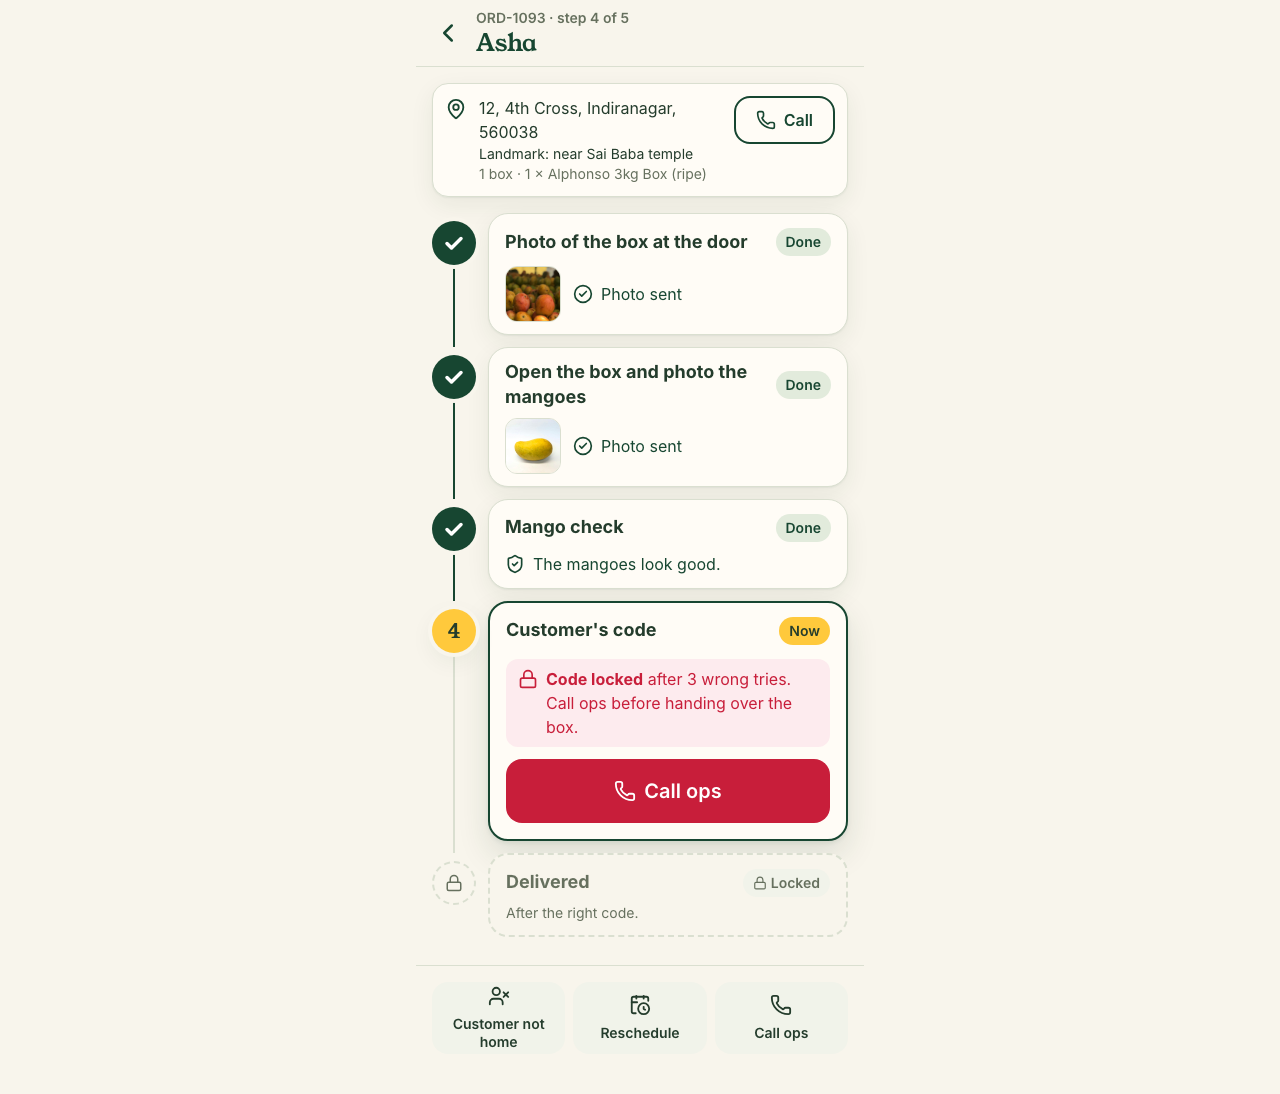 ORD-1093 · step 4 of 5
Asha
12, 4th Cross, Indiranagar,
560038
Landmark: near Sai Baba temple
1 box · 1 × Alphonso 3kg Box (ripe)
Call
Photo of the box at the door
Done
Photo sent
Open the box and photo the
mangoes
Done
Photo sent
Mango check
Done
The mangoes look good.
4
Customer's code
Now
Code locked after 3 wrong tries.
Call ops before handing over the
box.
Call ops
Delivered
Locked
After the right code.
Customer not
home
Reschedule
Call ops